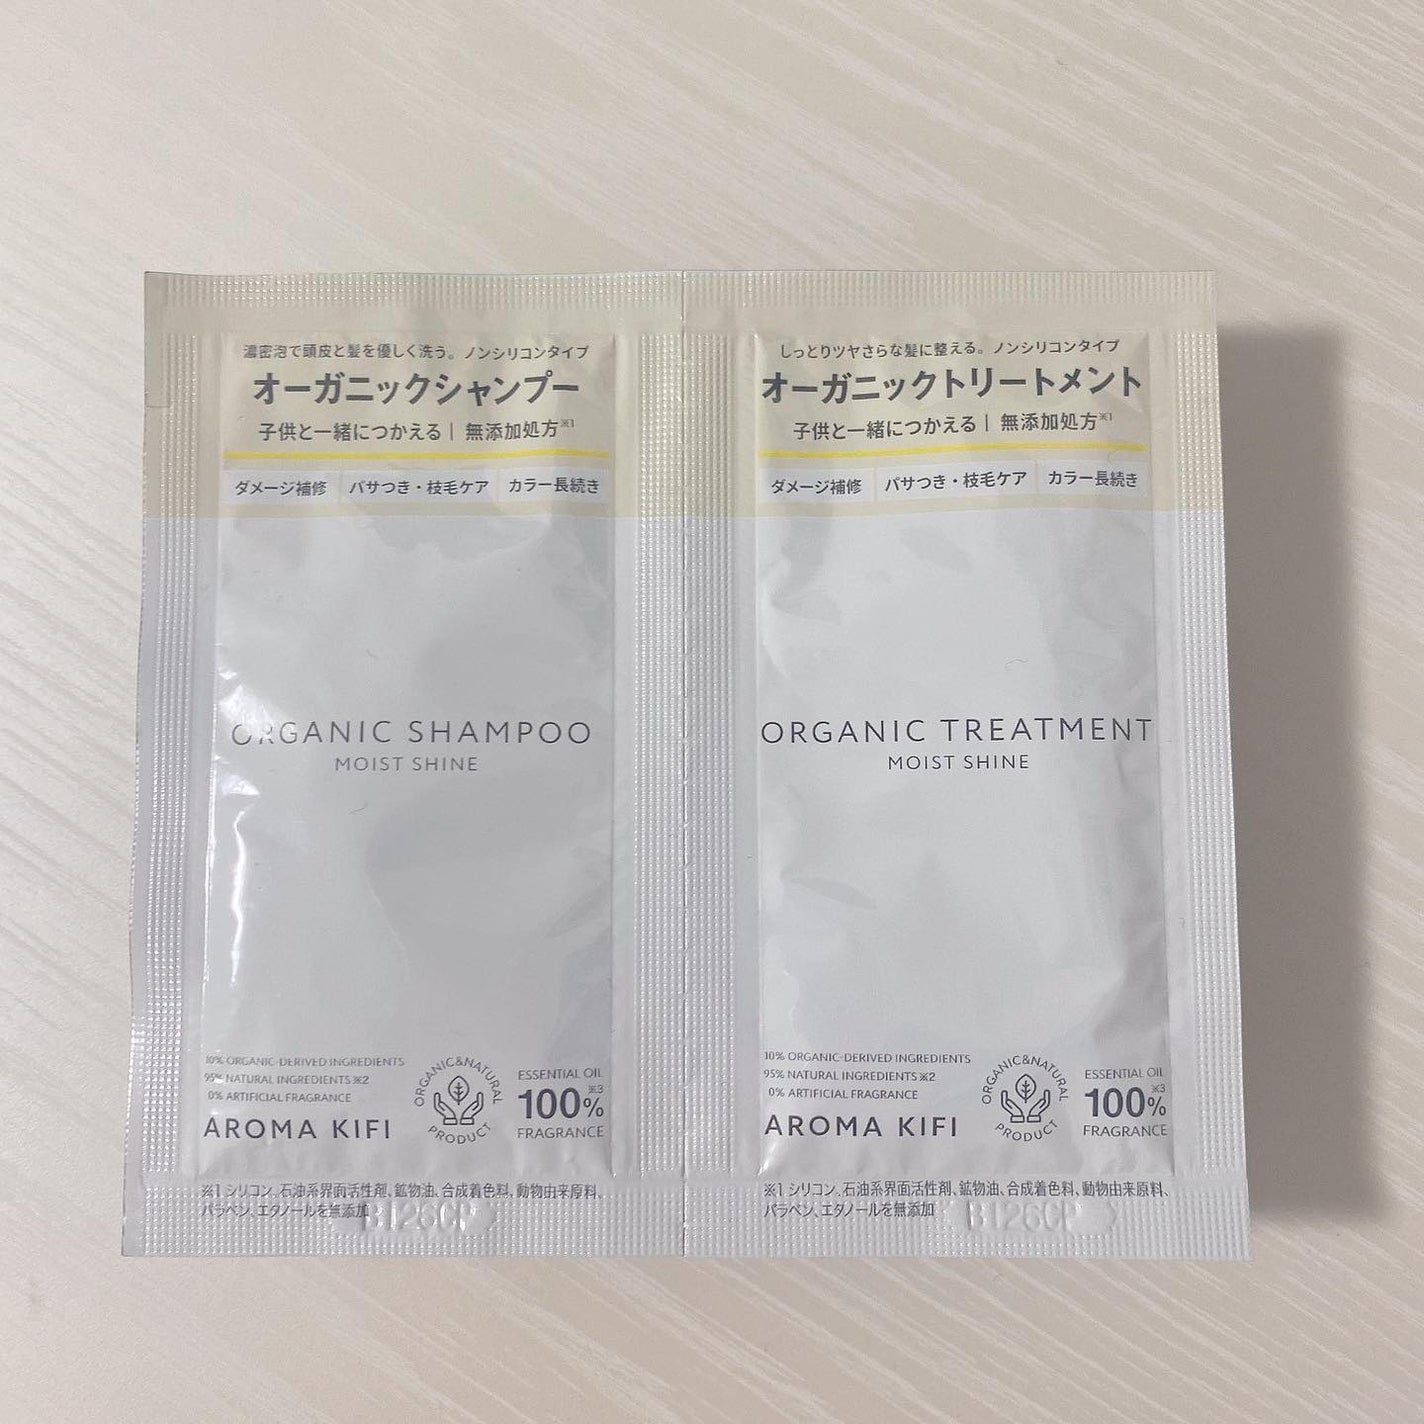 濃密泡で頭皮と髪を優しく洗う。ノンシリコンタイプ
オーガニックシャンプー
子供と一緒につかえる | 無添加処方※1
ダメージ補修 パサつき・枝毛ケア カラー長続き
ORGANIC SHAMPOO
MOIST SHINE
10% ORGANIC-DERIVED INGREDIENTS
95% NATURAL INGREDIENTS※2
0% ARTIFICIAL FRAGRANCE
AROMA KIFI
ORGANIC&NATURAL
PRODUCT
ESSENTIAL OIL
※3
100%
FRAGRANCE
※1 シリコン、石油系界面活性剤、鉱物油、合成着色料、動物由来原料、
パラベン、エタノールを無添加
B126CP
しっとりツヤさらな髪に整える。ノンシリコンタイプ
オーガニックトリートメント
子供と一緒につかえる | 無添加処方※1
ダメージ補修 パサつき・枝毛ケア カラー長続き
ORGANIC TREATMENT
MOIST SHINE
10% ORGANIC-DERIVED INGREDIENTS
95% NATURAL INGREDIENTS※2
0% ARTIFICIAL FRAGRANCE
AROMA KIFI
ORGANIC&NATURAL
PRODUCT
ESSENTIAL OIL
※3
100%
FRAGRANCE
※1 シリコン、石油系界面活性剤、鉱物油、合成着色料、動物由来原料、
パラベン、エタノールを無添加
B126CP